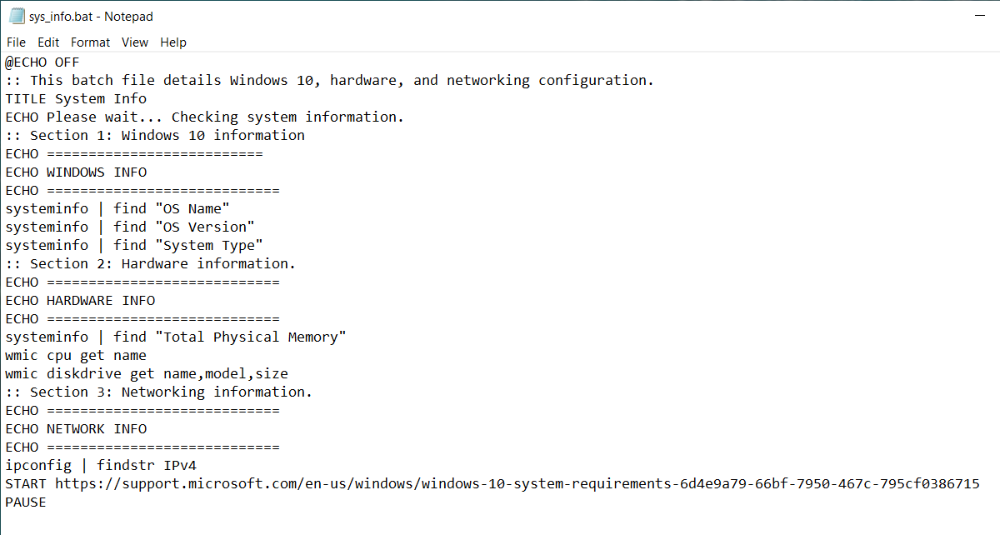 sys_info.bat - Notepad
File Edit Format View Help
@ECHO OFF
:: This batch file details Windows 10, hardware, and networking configuration.
TITLE System Info
ECHO Please wait... Checking system information.
:: Section 1: Windows 10 information
ECHO ==========================
ECHO WINDOWS INFO
ECHO ============================
systeminfo | find "OS Name"
systeminfo | find "OS Version"
systeminfo | find "System Type"
:: Section 2: Hardware information.
ECHO ============================
ECHO HARDWARE INFO
ECHO ============================
systeminfo | find "Total Physical Memory"
wmic cpu get name
wmic diskdrive get name,model,size
:: Section 3: Networking information.
ECHO ============================
ECHO NETWORK INFO
ECHO ============================
ipconfig | findstr IPv4
START https://support.microsoft.com/en-us/windows/windows-10-system-requirements-6d4e9a79-66bf-7950-467c-795cf0386715
PAUSE